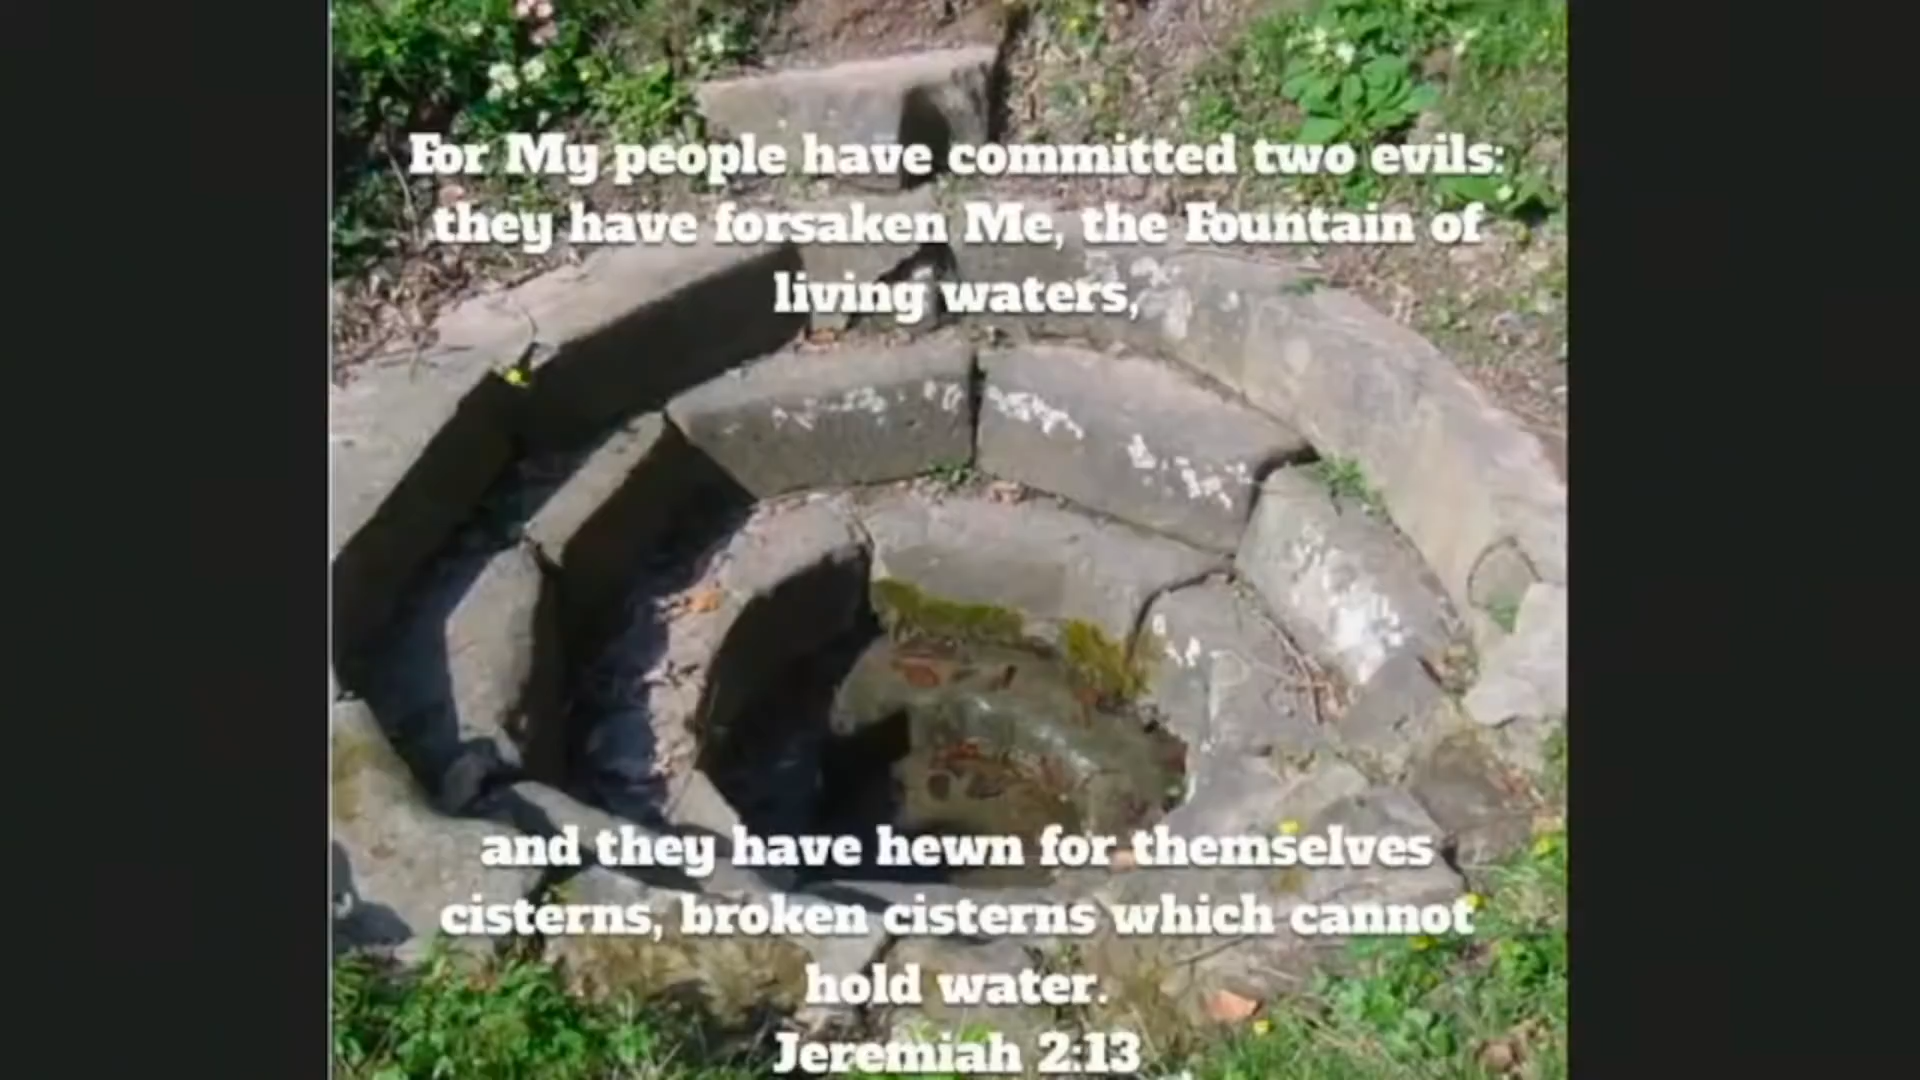 For My people have committed two evils:
they have forsaken Me, the Fountain of
living waters,
and they have hewn for themselves
cisterns, broken cisterns which cannot
hold water.
Jeremiah 2:13